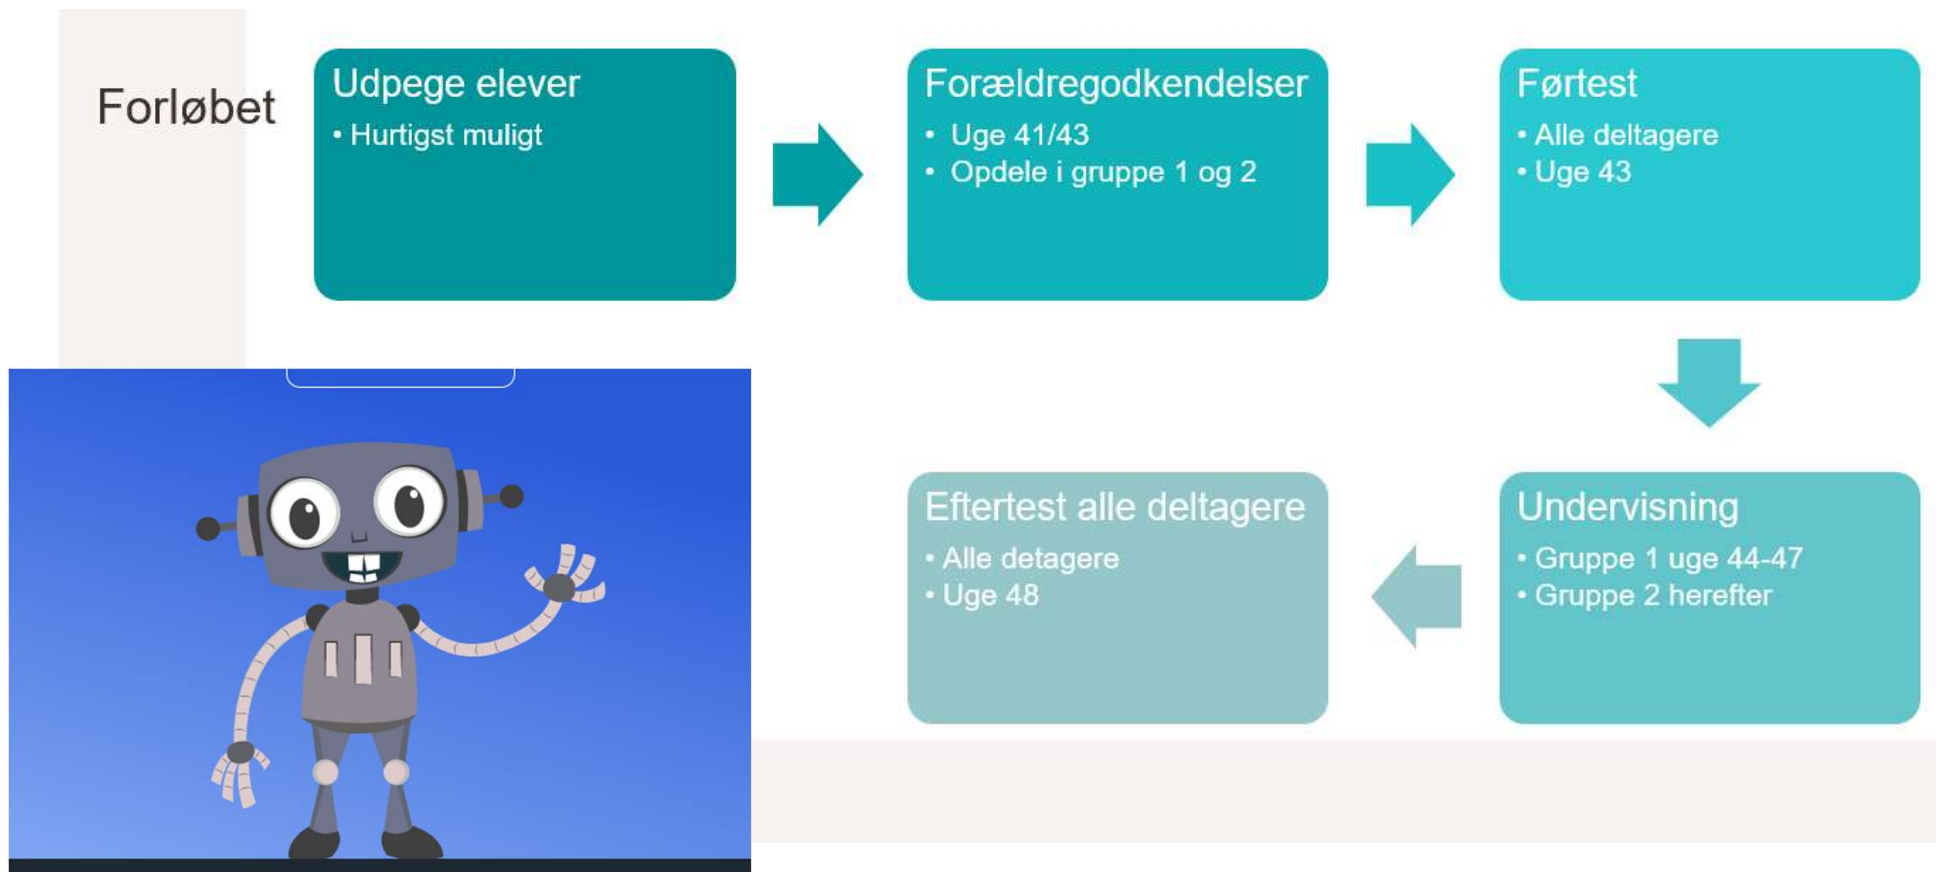 Forløbet
Udpege elever
• Hurtigst muligt
Forældregodkendelser
• Uge 41/43
• Opdele i gruppe 1 og 2
Førtest
• Alle deltagere
• Uge 43
Undervisning
• Gruppe 1 uge 44-47
• Gruppe 2 herefter
Eftertest alle deltagere
• Alle detagere
• Uge 48